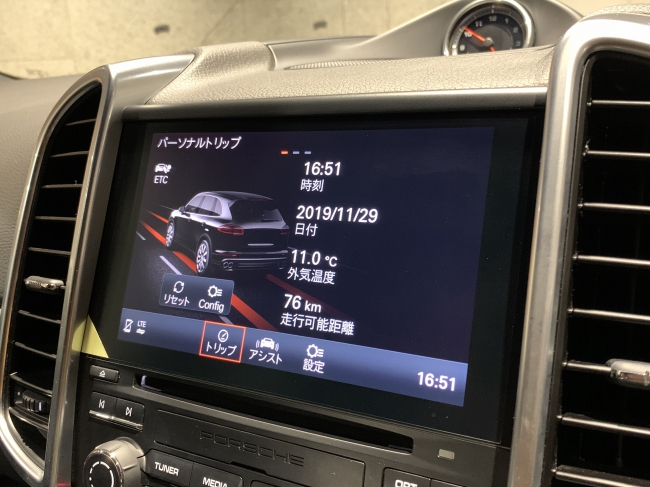 パーソナルトリップ
ETC
16:51
時刻
2019/11/29
日付
11.0 ℃
外気温度
76 km
走行可能距離
リセット
Config
LTE
トリップ
アシスト
設定
16:51
PORSCHE
TUNER
MEDIA
OPT